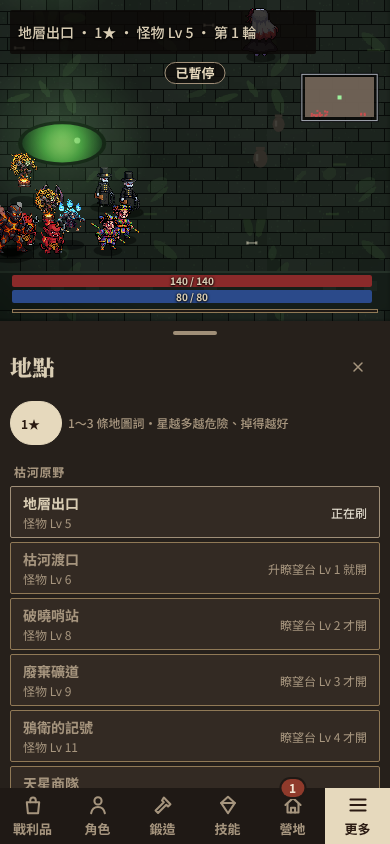 地層出口 · 1★ · 怪物 Lv 5 · 第 1 輪
已暫停
140 / 140
80 / 80
地點
×
1★
1～3 條地圖詞・星越多越危險、掉得越好
枯河原野
地層出口
怪物 Lv 5
正在刷
枯河渡口
怪物 Lv 6
升瞭望台 Lv 1 就開
破曉哨站
怪物 Lv 8
瞭望台 Lv 2 才開
廢棄礦道
怪物 Lv 9
瞭望台 Lv 3 才開
鴉衛的記號
怪物 Lv 11
瞭望台 Lv 4 才開
天星商隊
1
戰利品
角色
鍛造
技能
營地
更多